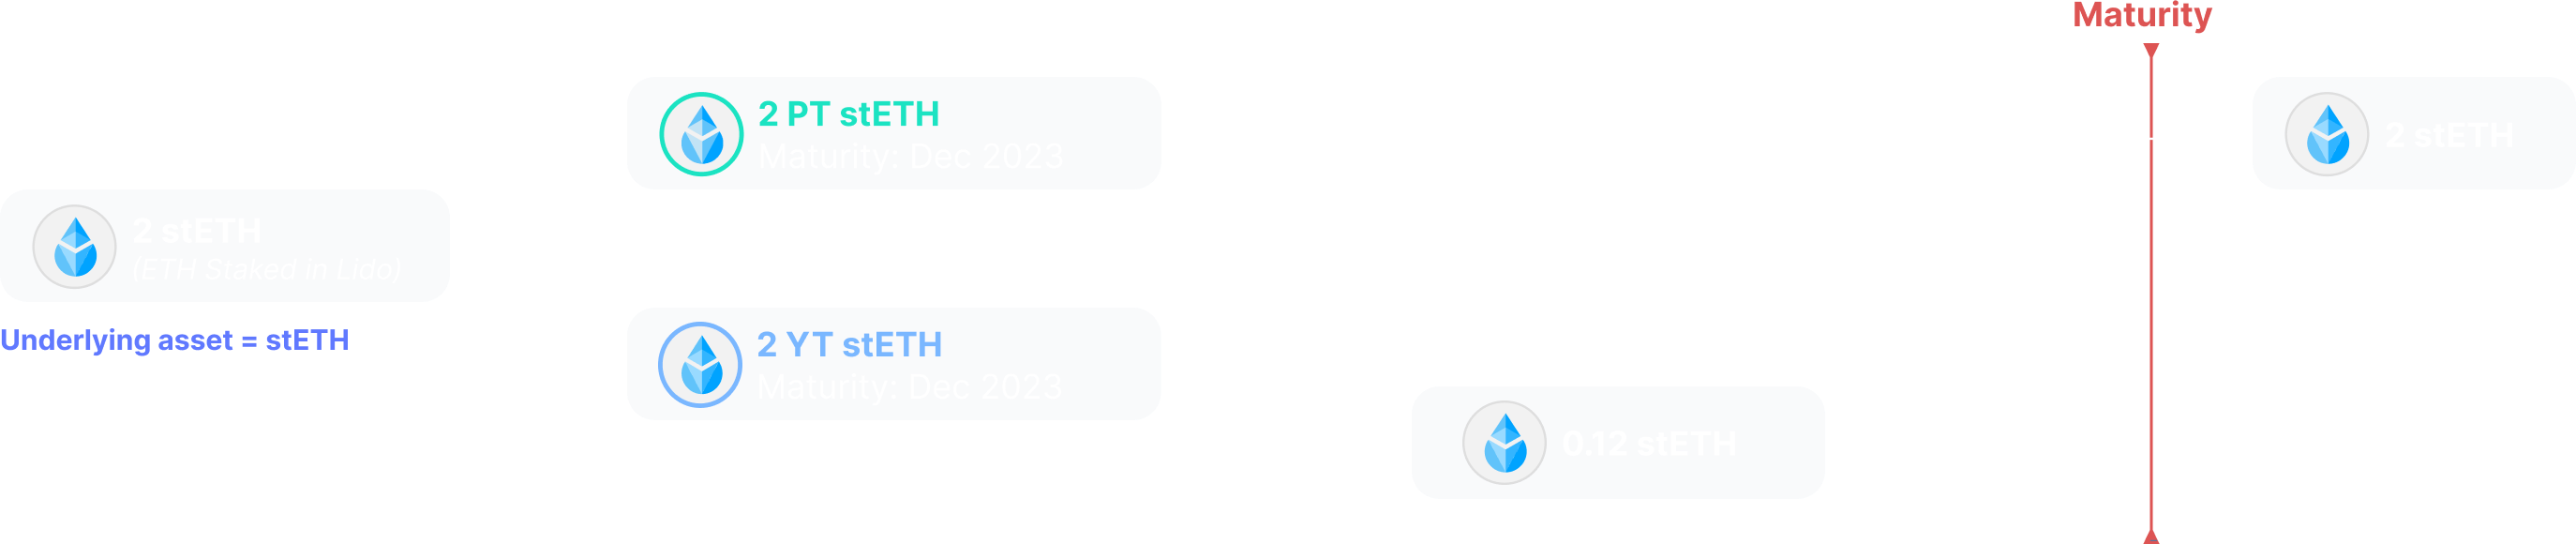 Maturity
2 PT stETH
Maturity: Dec 2023
2 stETH
2 stETH
(ETH Staked in Lido)
Underlying asset = stETH
2 YT stETH
Maturity: Dec 2023
0.12 stETH